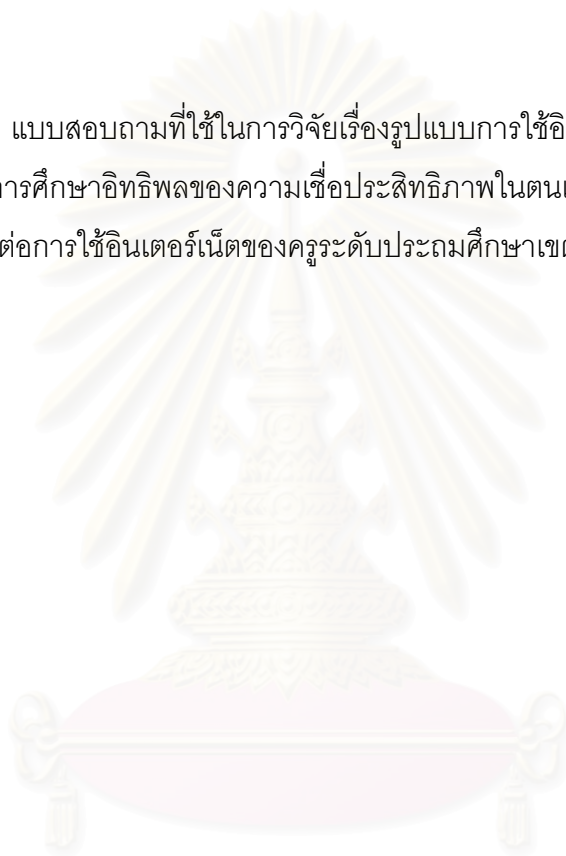 แบบสอบถามที่ใช้ในการวิจัยเรื่องรูปแบบการใช้อิ
การศึกษาอิทธิพลของความเชื่อประสิทธิภาพในตน
ต่อการใช้อินเตอร์เน็ตของครูระดับประถมศึกษาเข